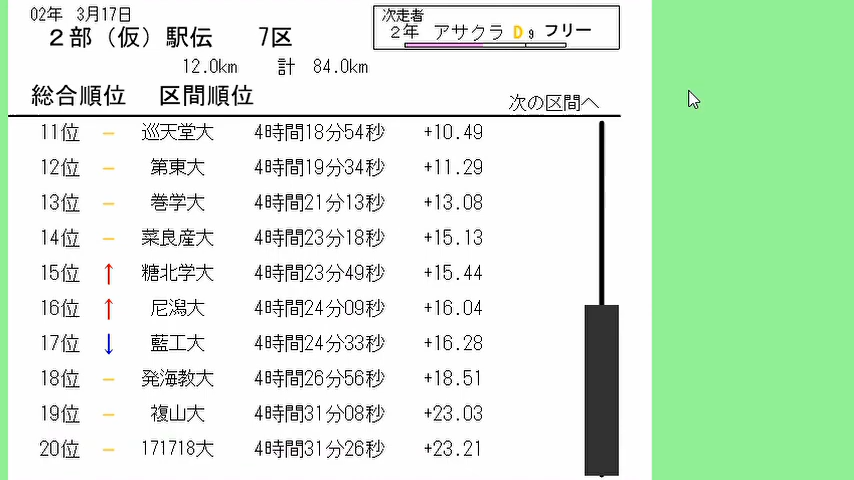 02年 3月17日
２部（仮）駅伝 7区
12.0km 計 84.0km
次走者
２年 アサクラ D 9 フリー
総合順位 区間順位
次の区間へ
11位 － 巡天堂大 4時間18分54秒 +10.49
12位 － 第東大 4時間19分34秒 +11.29
13位 － 巻学大 4時間21分13秒 +13.08
14位 － 菜良産大 4時間23分18秒 +15.13
15位 ↑ 糖北学大 4時間23分49秒 +15.44
16位 ↑ 尼潟大 4時間24分09秒 +16.04
17位 ↓ 藍工大 4時間24分33秒 +16.28
18位 － 発海教大 4時間26分56秒 +18.51
19位 － 複山大 4時間31分08秒 +23.03
20位 － 171718大 4時間31分26秒 +23.21